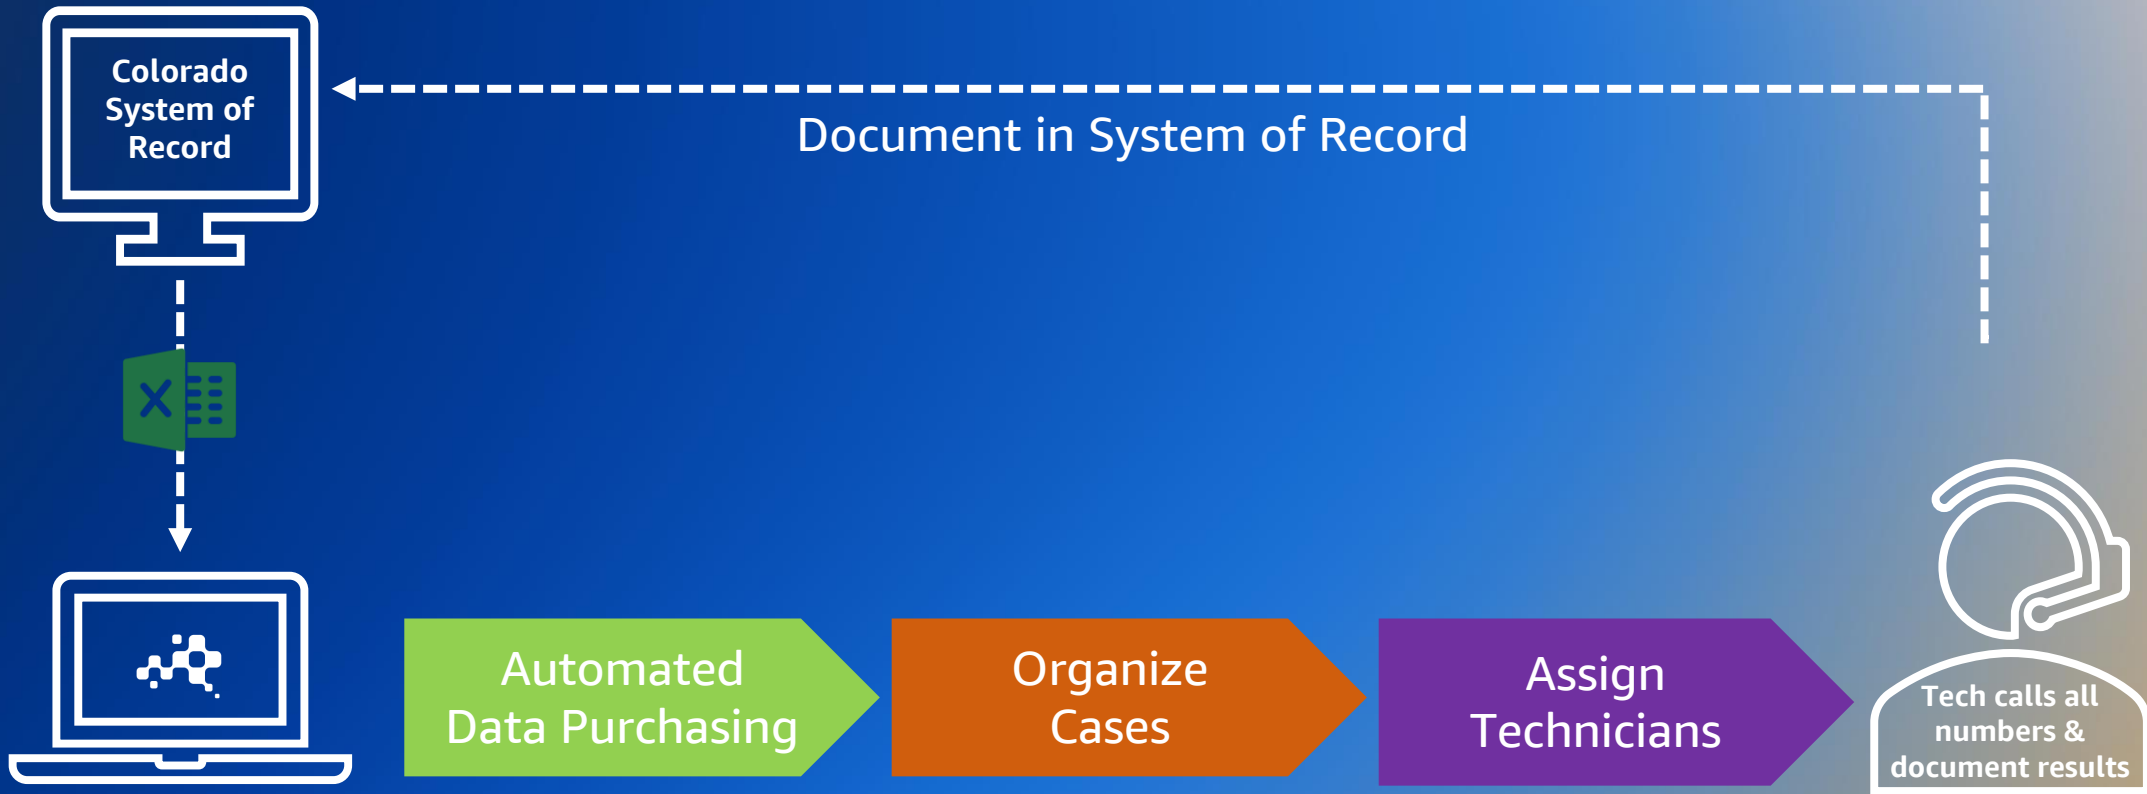 Colorado
System of
Record
Document in System of Record
Automated
Data Purchasing
Organize
Cases
Assign
Technicians
Tech calls all
numbers &
document results